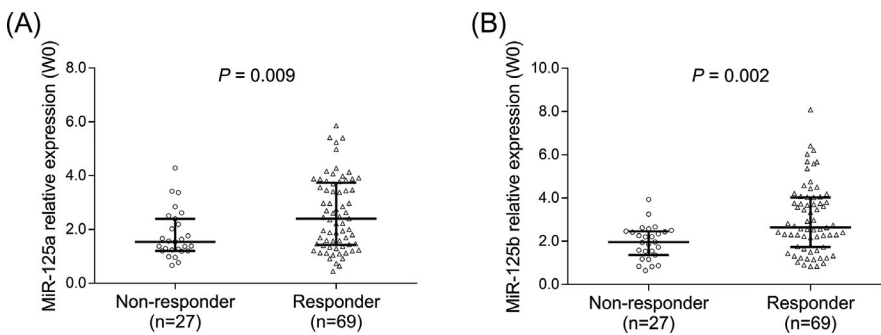 (A)
MiR-125a relative expression (W0)
8.0
6.0
4.0
2.0
0.0
P = 0.009
Non-responder
(n=27)
Responder
(n=69)
(B)
MiR-125b relative expression (W0)
10.0
8.0
6.0
4.0
2.0
0.0
P = 0.002
Non-responder
(n=27)
Responder
(n=69)